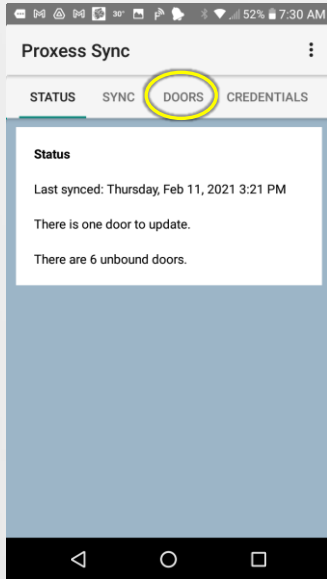 30° 52% 7:30 AM
Proxess Sync
STATUS SYNC DOORS CREDENTIALS
Status
Last synced: Thursday, Feb 11, 2021 3:21 PM
There is one door to update.
There are 6 unbound doors.